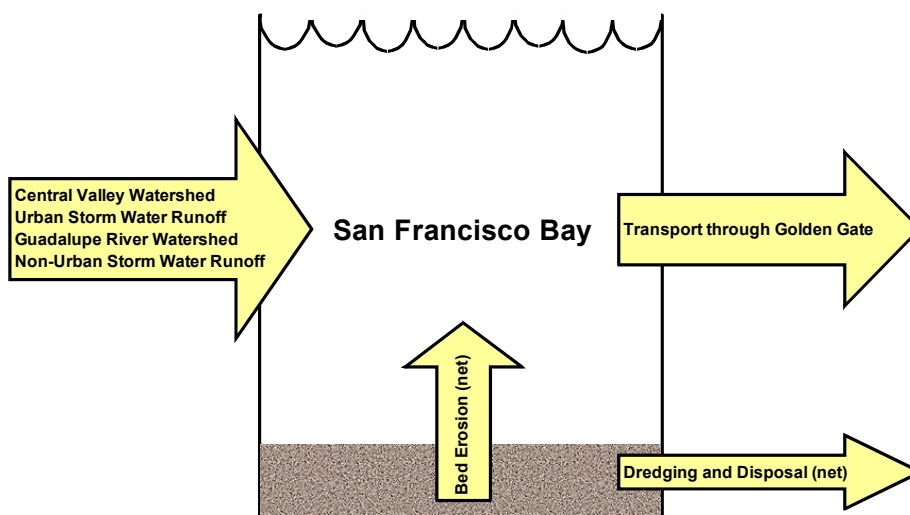 Central Valley Watershed
Urban Storm Water Runoff
Guadalupe River Watershed
Non-Urban Storm Water Runoff
San Francisco Bay
Transport through Golden Gate
Bed Erosion (net)
Dredging and Disposal (net)